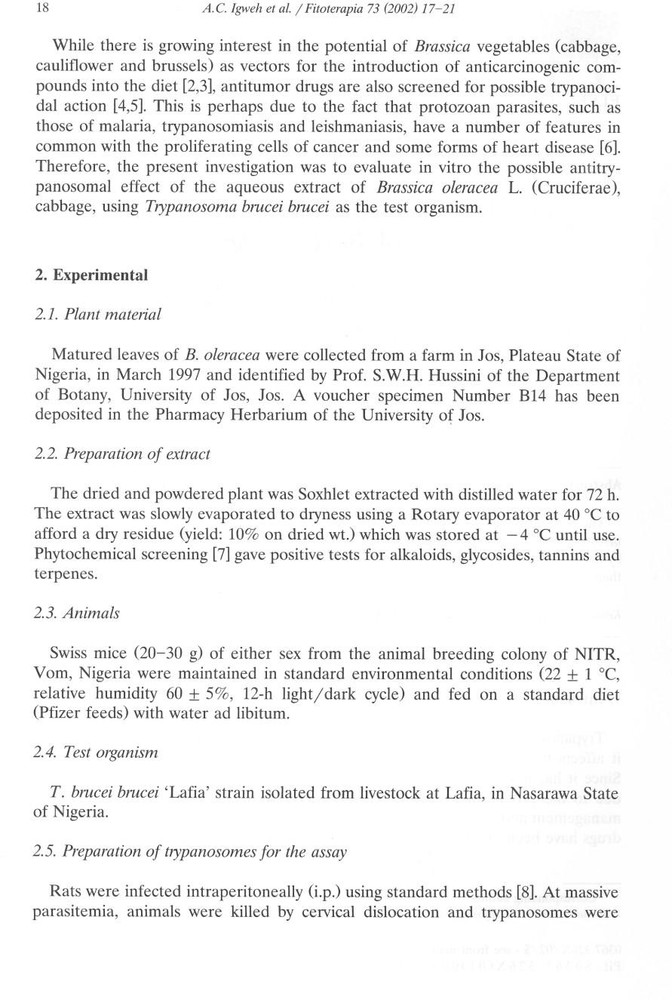 18
A.C. Igweh et al. / Fitoterapia 73 (2002) 17–21
While there is growing interest in the potential of Brassica vegetables (cabbage,
cauliflower and brussels) as vectors for the introduction of anticarcinogenic com-
pounds into the diet [2,3], antitumor drugs are also screened for possible trypanoci-
dal action [4,5]. This is perhaps due to the fact that protozoan parasites, such as
those of malaria, trypanosomiasis and leishmaniasis, have a number of features in
common with the proliferating cells of cancer and some forms of heart disease [6].
Therefore, the present investigation was to evaluate in vitro the possible antitry-
panosomal effect of the aqueous extract of Brassica oleracea L. (Cruciferae),
cabbage, using Trypanosoma brucei brucei as the test organism.
2. Experimental
2.1. Plant material
Matured leaves of B. oleracea were collected from a farm in Jos, Plateau State of
Nigeria, in March 1997 and identified by Prof. S.W.H. Hussini of the Department
of Botany, University of Jos, Jos. A voucher specimen Number B14 has been
deposited in the Pharmacy Herbarium of the University of Jos.
2.2. Preparation of extract
The dried and powdered plant was Soxhlet extracted with distilled water for 72 h.
The extract was slowly evaporated to dryness using a Rotary evaporator at 40 °C to
afford a dry residue (yield: 10% on dried wt.) which was stored at −4 °C until use.
Phytochemical screening [7] gave positive tests for alkaloids, glycosides, tannins and
terpenes.
2.3. Animals
Swiss mice (20–30 g) of either sex from the animal breeding colony of NITR,
Vom, Nigeria were maintained in standard environmental conditions (22 ± 1 °C,
relative humidity 60 ± 5%, 12-h light/dark cycle) and fed on a standard diet
(Pfizer feeds) with water ad libitum.
2.4. Test organism
T. brucei brucei ‘Lafia’ strain isolated from livestock at Lafia, in Nasarawa State
of Nigeria.
2.5. Preparation of trypanosomes for the assay
Rats were infected intraperitoneally (i.p.) using standard methods [8]. At massive
parasitemia, animals were killed by cervical dislocation and trypanosomes were